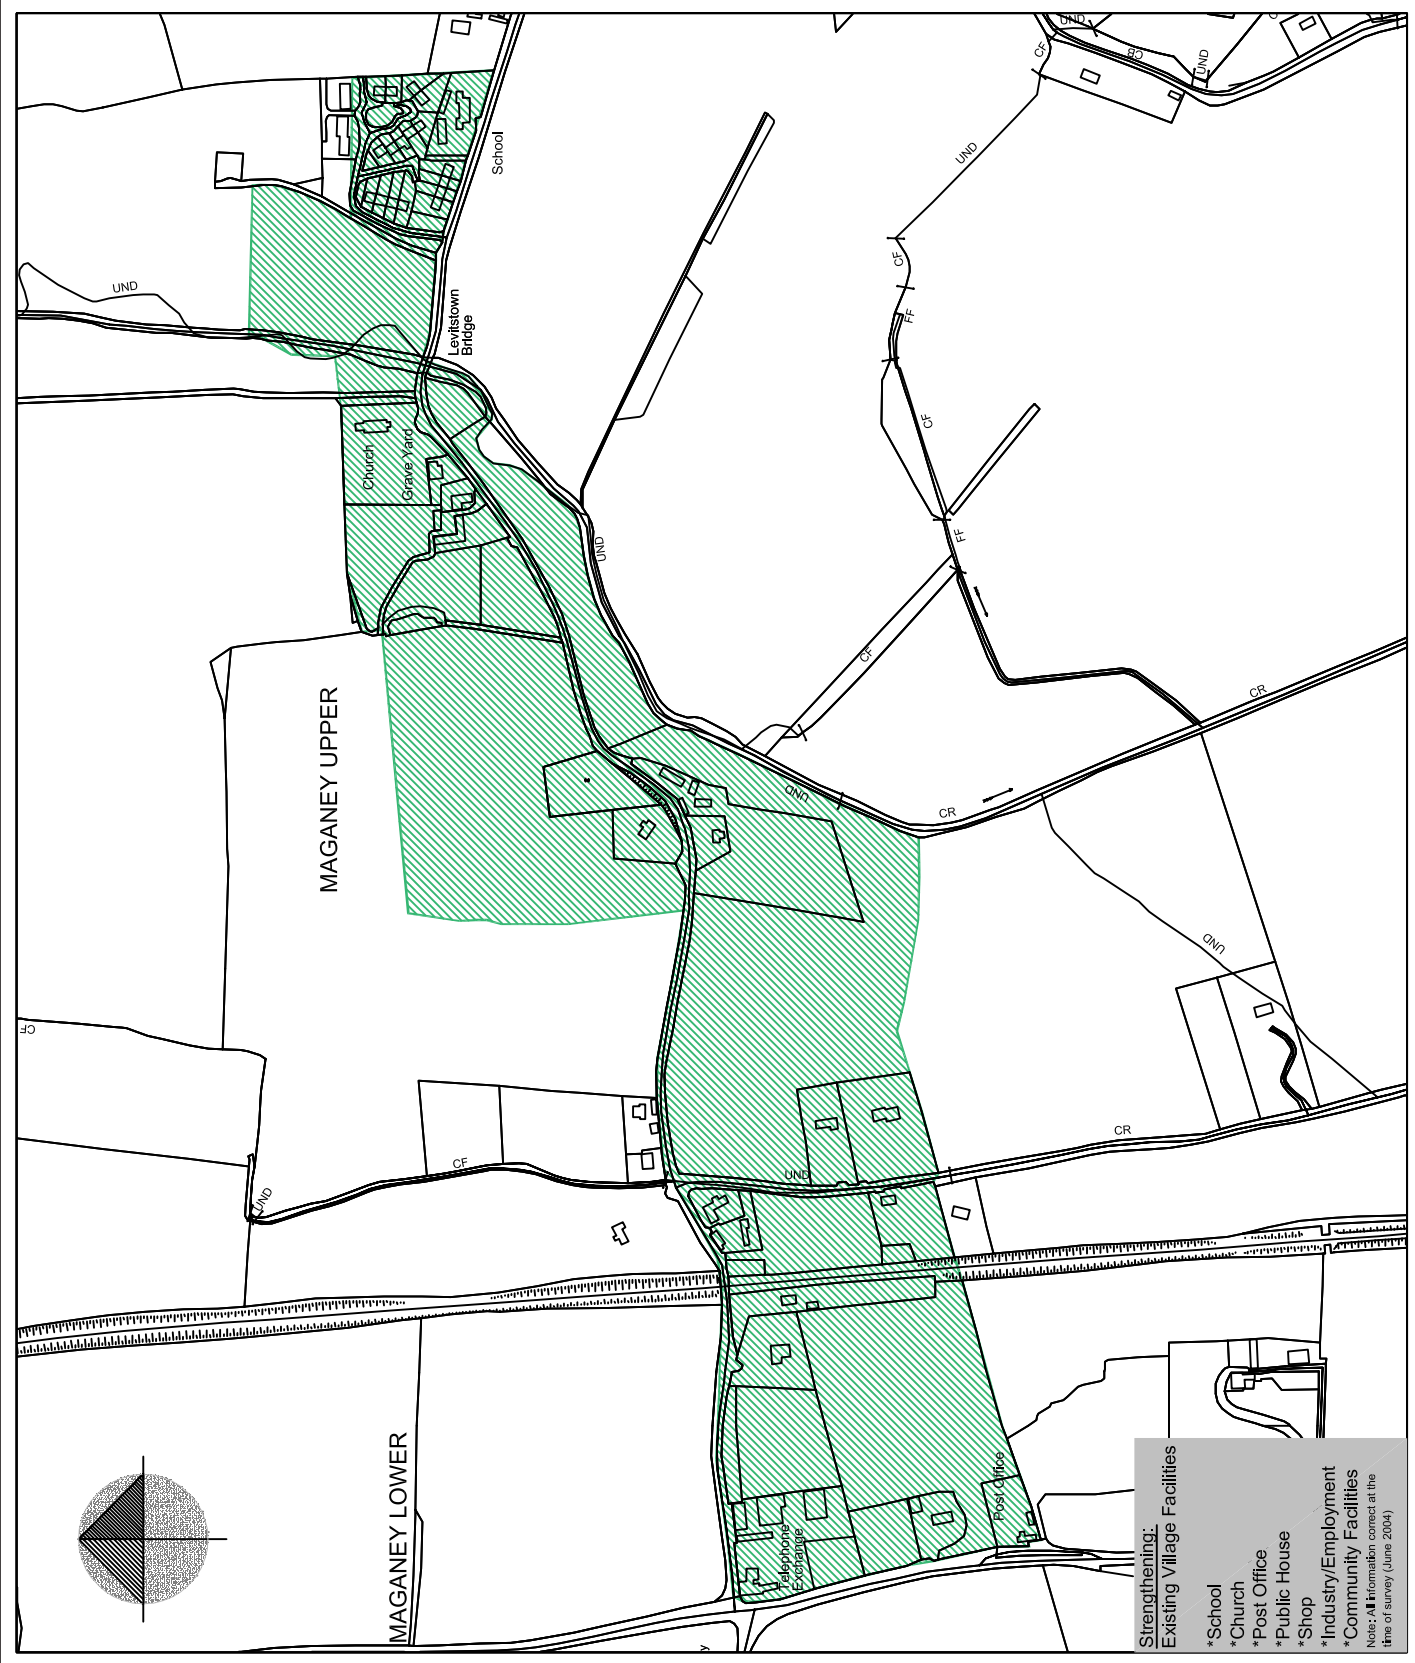 UND
CF
CB
UND
School
UND
UND
CF
Levitstown
Bridge
FF
Church
Grave Yard
CF
FF
UND
CF
MAGANEY UPPER
CR
UND
CR
UND
CF
CR
CF
UND
UND
MAGANEY LOWER
Post Office
Telephone
Exchange
Strengthening:
Existing Village Facilities
*School
*Church
*Post Office
*Public House
*Shop
*Industry/Employment
*Community Facilities
Note: All information correct at the
time of survey (June 2004)